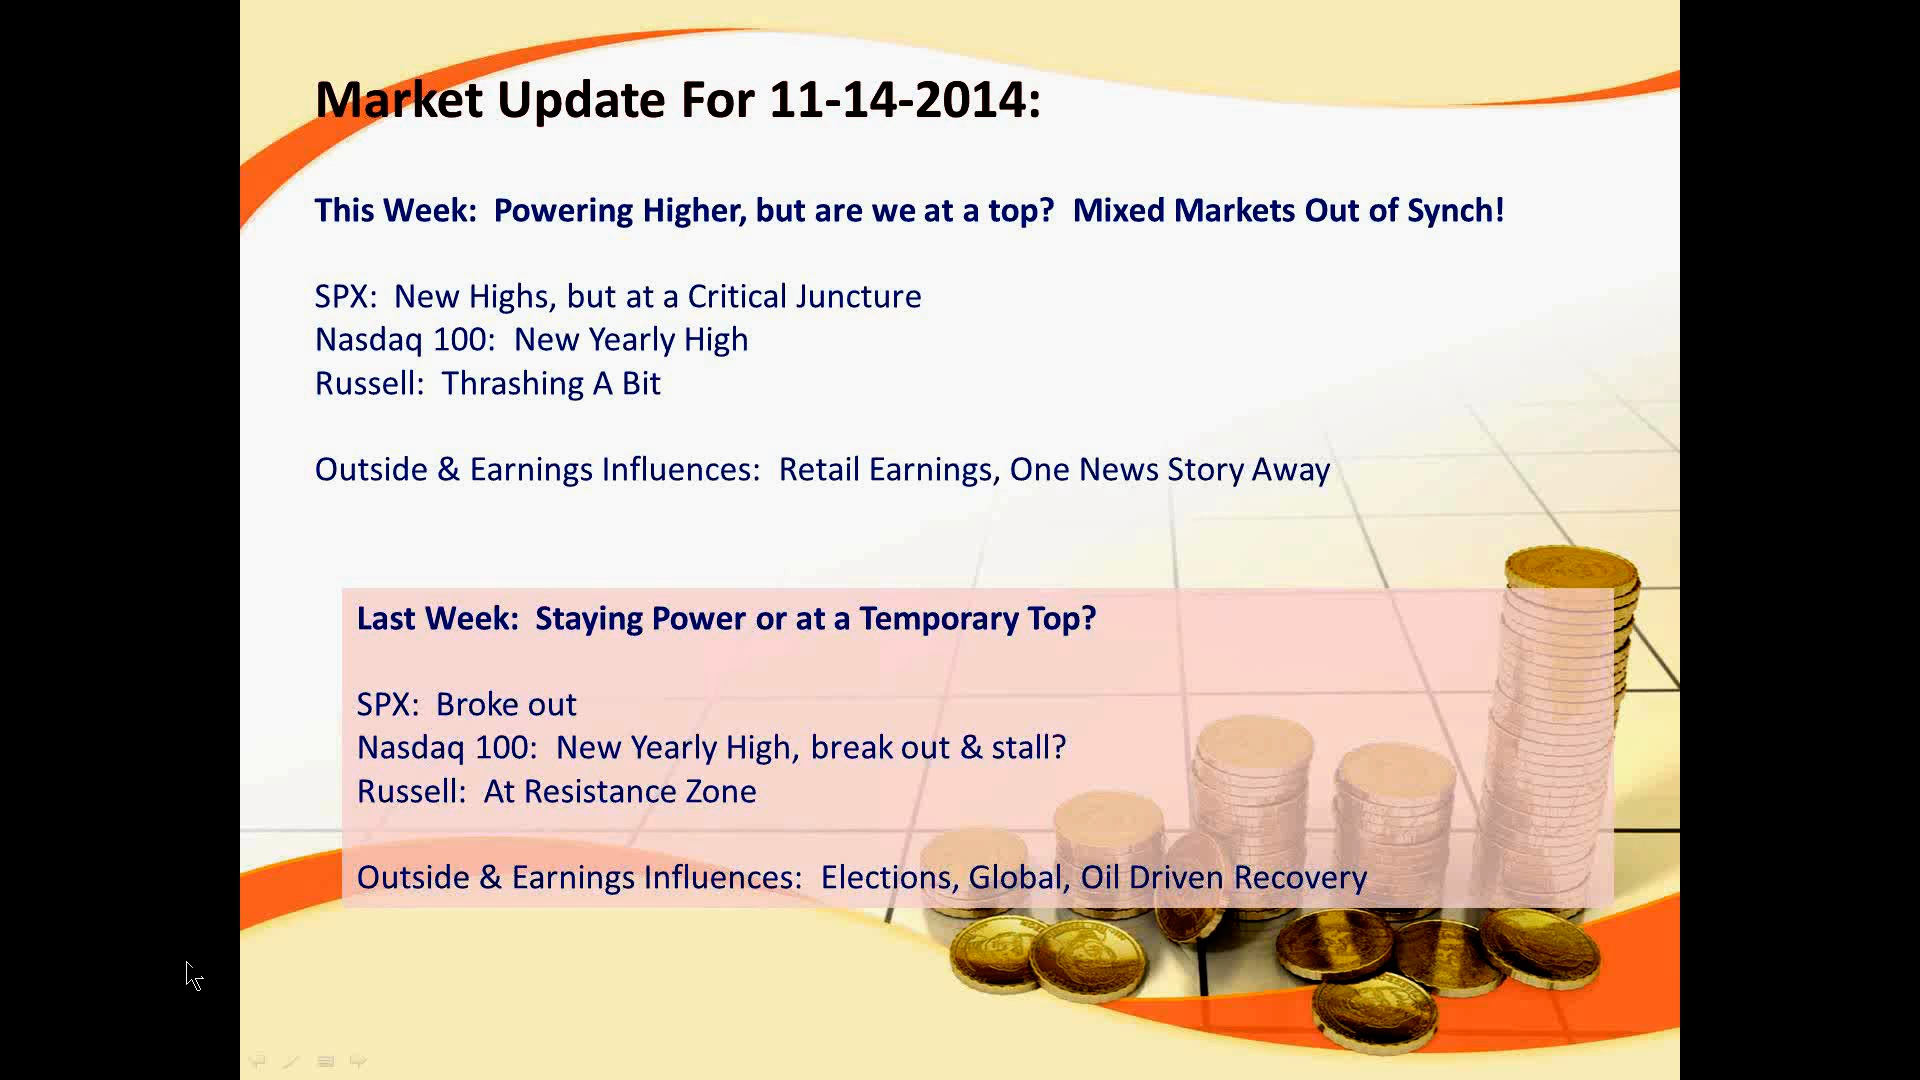 Market Update For 11-14-2014:
This Week:  Powering Higher, but are we at a top?  Mixed Markets Out of Synch!
SPX:  New Highs, but at a Critical Juncture
Nasdaq 100:  New Yearly High
Russell:  Thrashing A Bit
Outside & Earnings Influences:  Retail Earnings, One News Story Away
Last Week:  Staying Power or at a Temporary Top?
SPX:  Broke out
Nasdaq 100:  New Yearly High, break out & stall?
Russell:  At Resistance Zone
Outside & Earnings Influences:  Elections, Global, Oil Driven Recovery